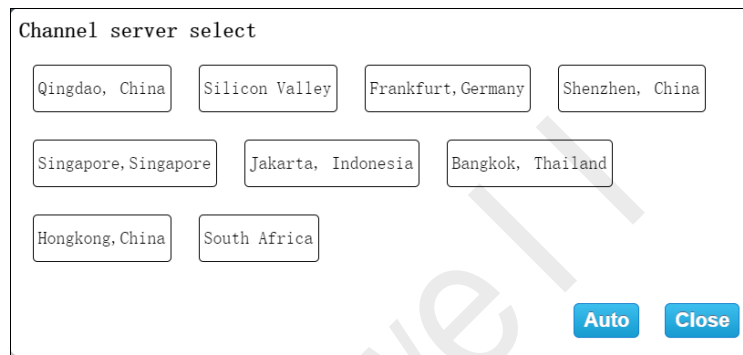 Channel server select
Qingdao, China Silicon Valley Frankfurt,Germany Shenzhen, China
Singapore,Singapore Jakarta, Indonesia Bangkok, Thailand
Hongkong,China South Africa
Auto Close